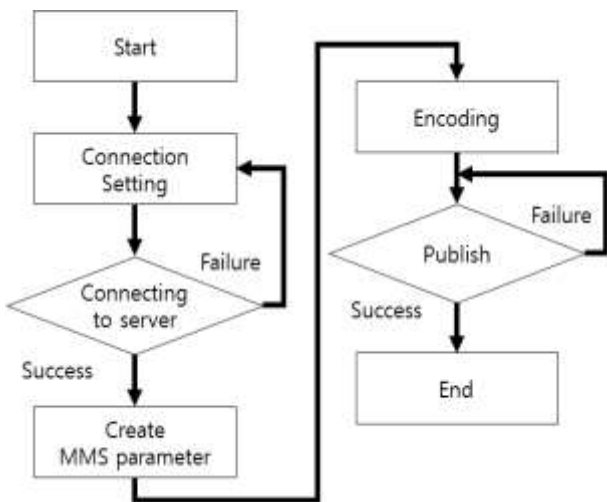 Start
Connection
Setting
Failure
Connecting
to server
Success
Create
MMS parameter
Encoding
Failure
Publish
Success
End